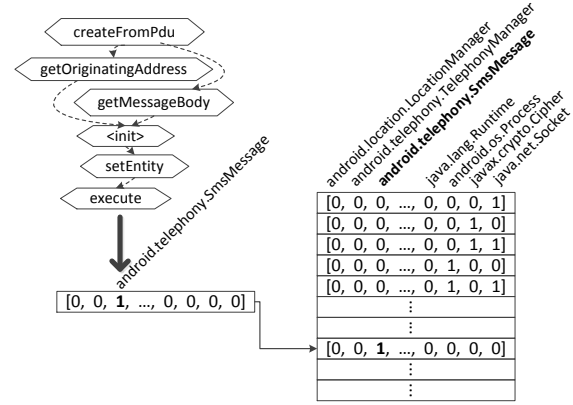 createFromPdu
getOriginatingAddress
getMessageBody
<init>
setEntity
execute
android.telephony.SmsMessage
[0, 0, 1, ..., 0, 0, 0, 0]
android.location.LocationManager
android.telephony.TelephonyManager
android.telephony.SmsMessage
java.lang.Runtime
android.os.Process
javax.crypto.Cipher
java.net.Socket
[0, 0, 0, ..., 0, 0, 0, 1]
[0, 0, 0, ..., 0, 0, 1, 0]
[0, 0, 0, ..., 0, 0, 1, 1]
[0, 0, 0, ..., 0, 1, 0, 0]
[0, 0, 0, ..., 0, 1, 0, 1]
⋮
⋮
[0, 0, 1, ..., 0, 0, 0, 0]
⋮
⋮